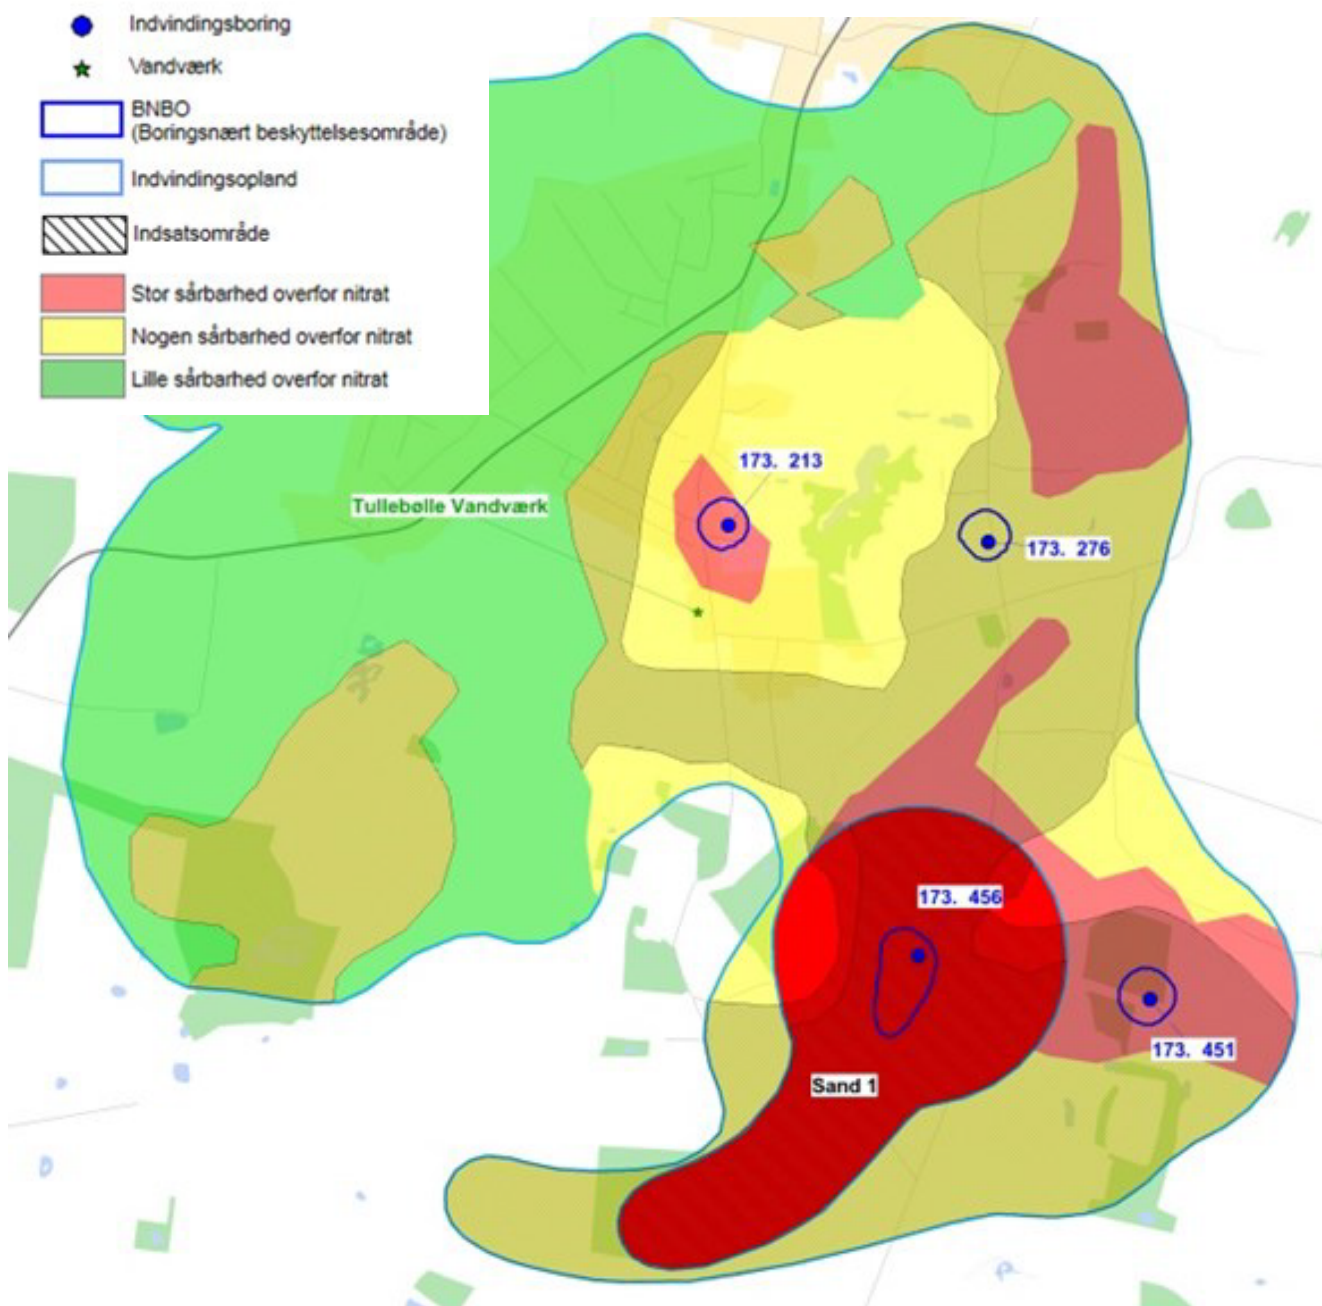 Indvindingsboring
Vandværk
BNBO
(Boringsnært beskyttelsesområde)
Indvindingsopland
Indsatsområde
Stor sårbarhed overfor nitrat
Nogen sårbarhed overfor nitrat
Lille sårbarhed overfor nitrat
173. 213
Tullebølle Vandværk
173. 276
173. 456
173. 451
Sand 1